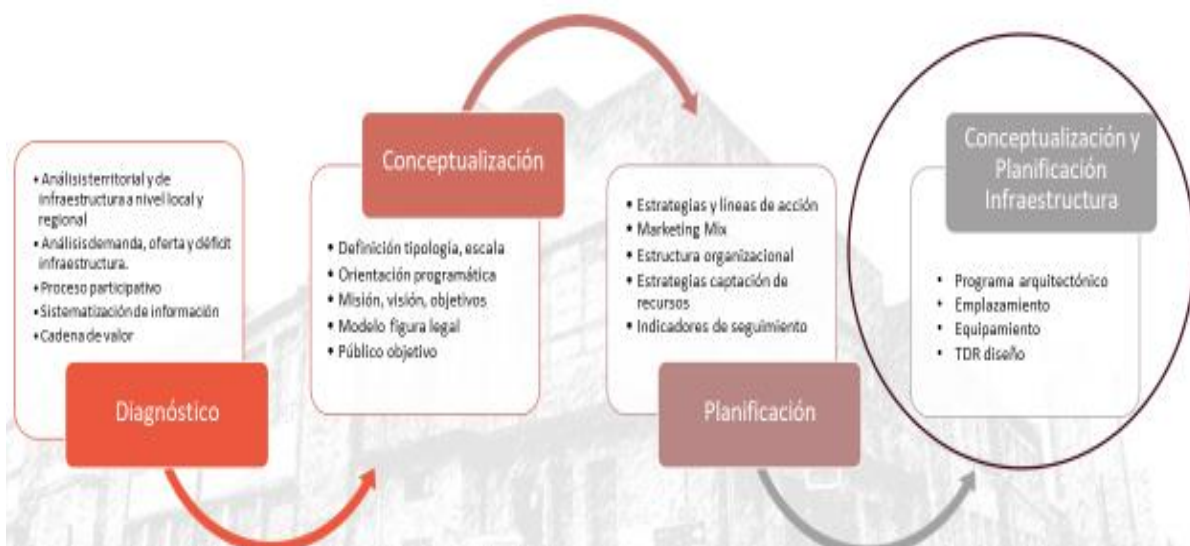 • Análisis territorial y de
infraestructura a nivel local y
regional
• Análisis demanda, oferta y déficit
infraestructura.
• Proceso participativo
• Sistematización de información
• Cadena de valor
Diagnóstico
Conceptualización
• Definición tipología, escala
• Orientación programática
• Misión, visión, objetivos
• Modelo figura legal
• Público objetivo
• Estrategias y líneas de acción
• Marketing Mix
• Estructura organizacional
• Estrategias captación de
recursos
• Indicadores de seguimiento
Planificación
Conceptualización y
Planificación
Infraestructura
• Programa arquitectónico
• Emplazamiento
• Equipamiento
• TDR diseño